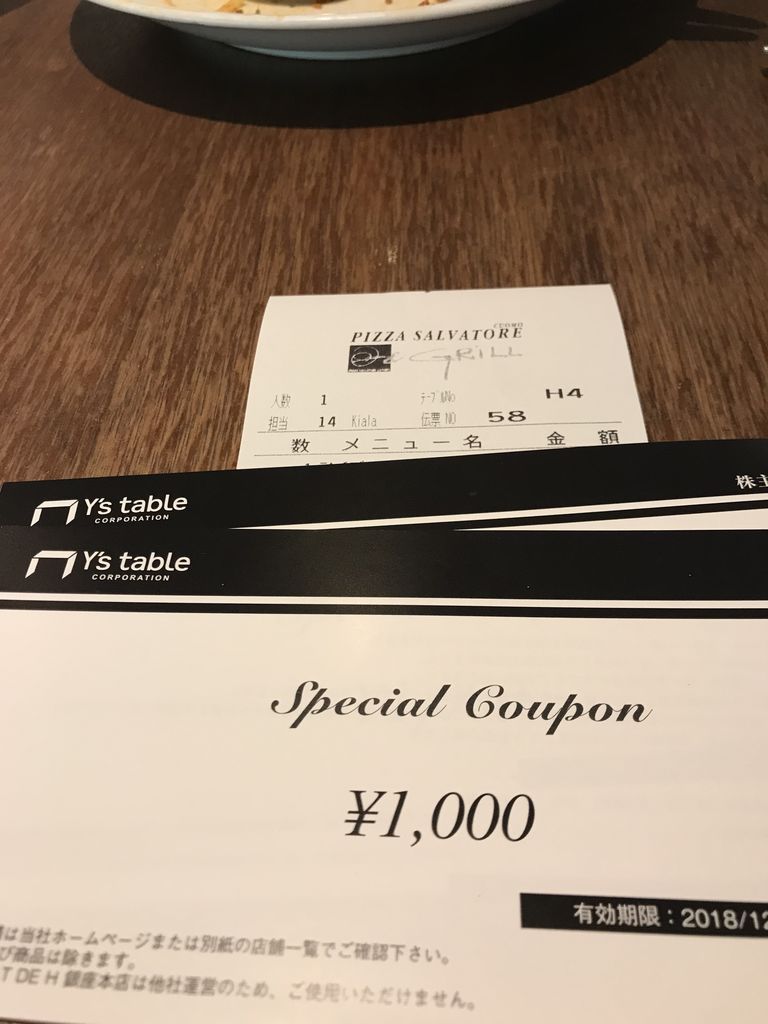 CUOMO
PIZZA SALVATORE
GRILL
人数 1 テーブルNo H4
担当 14 Kiala 伝票NO 58
数 メニュー名 金額
Y's table
CORPORATION
株主
Y's table
CORPORATION
Special Coupon
¥1,000
有効期限：2018/12
は当社ホームページまたは別紙の店舗一覧でご確認下さい。
び商品は除きます。
T DE H 銀座本店は他社運営のため、ご使用いただけません。